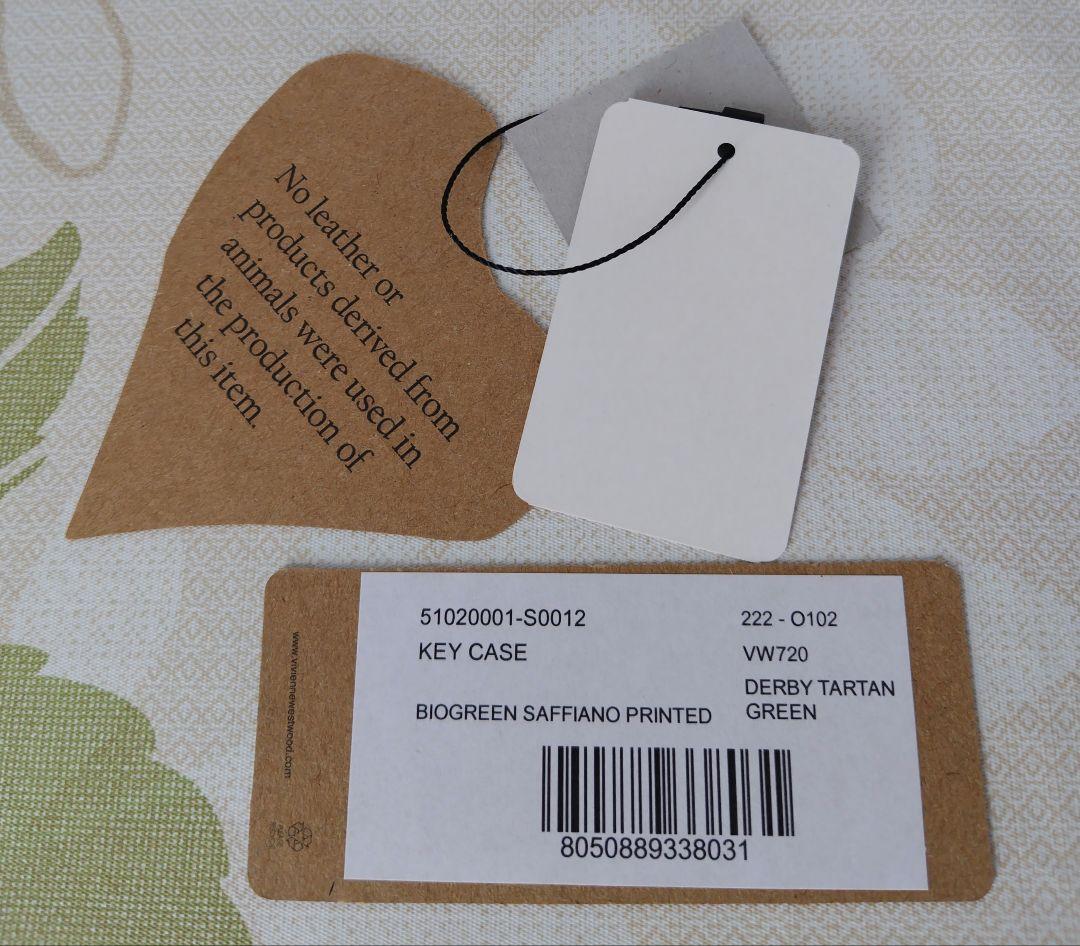 No leather or
products derived from
animals were used in
the production of
this item.
51020001-S0012
222 - O102
KEY CASE
VW720
DERBY TARTAN
GREEN
BIOGREEN SAFFIANO PRINTED
8050889338031
www.viviennewestwood.com